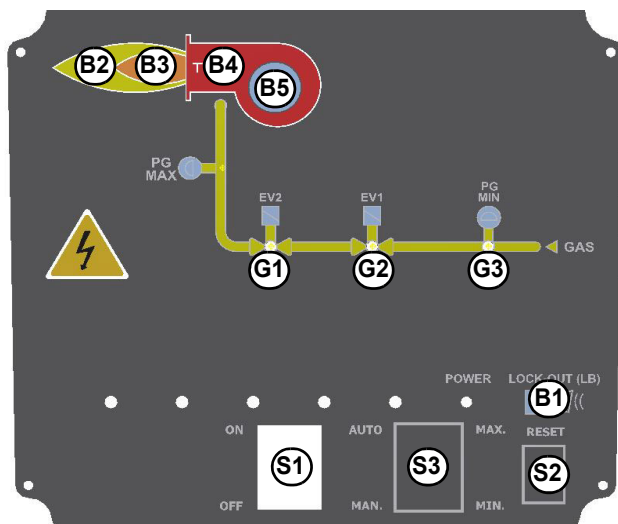 B2 B3 T B4
B5
PG
MAX
EV2 EV1 PG
MIN
GAS
G1 G2 G3
POWER LOCK-OUT (LB)
B1
ON AUTO MAX. RESET
S1 S3 S2
OFF MAN. MIN.